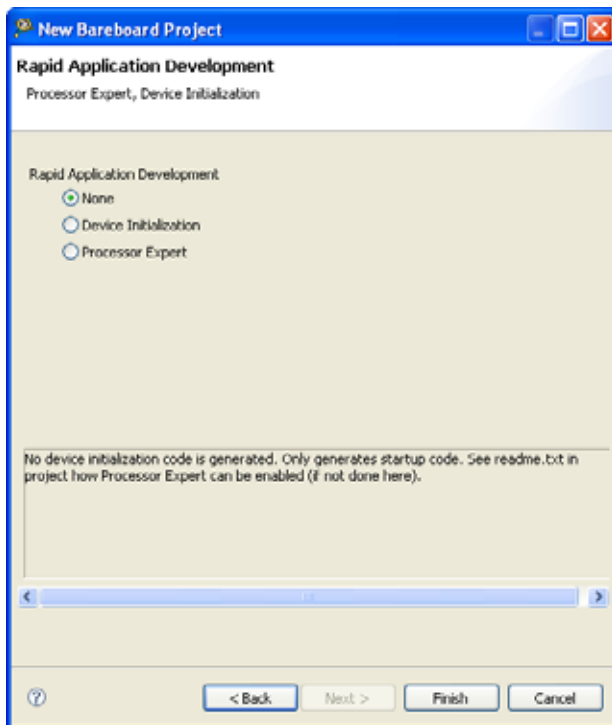 New Bareboard Project
Rapid Application Development
Processor Expert, Device Initialization
Rapid Application Development
None
Device Initialization
Processor Expert
No device initialization code is generated. Only generates startup code. See readme.txt in
project how Processor Expert can be enabled (if not done here).
< Back
Next >
Finish
Cancel